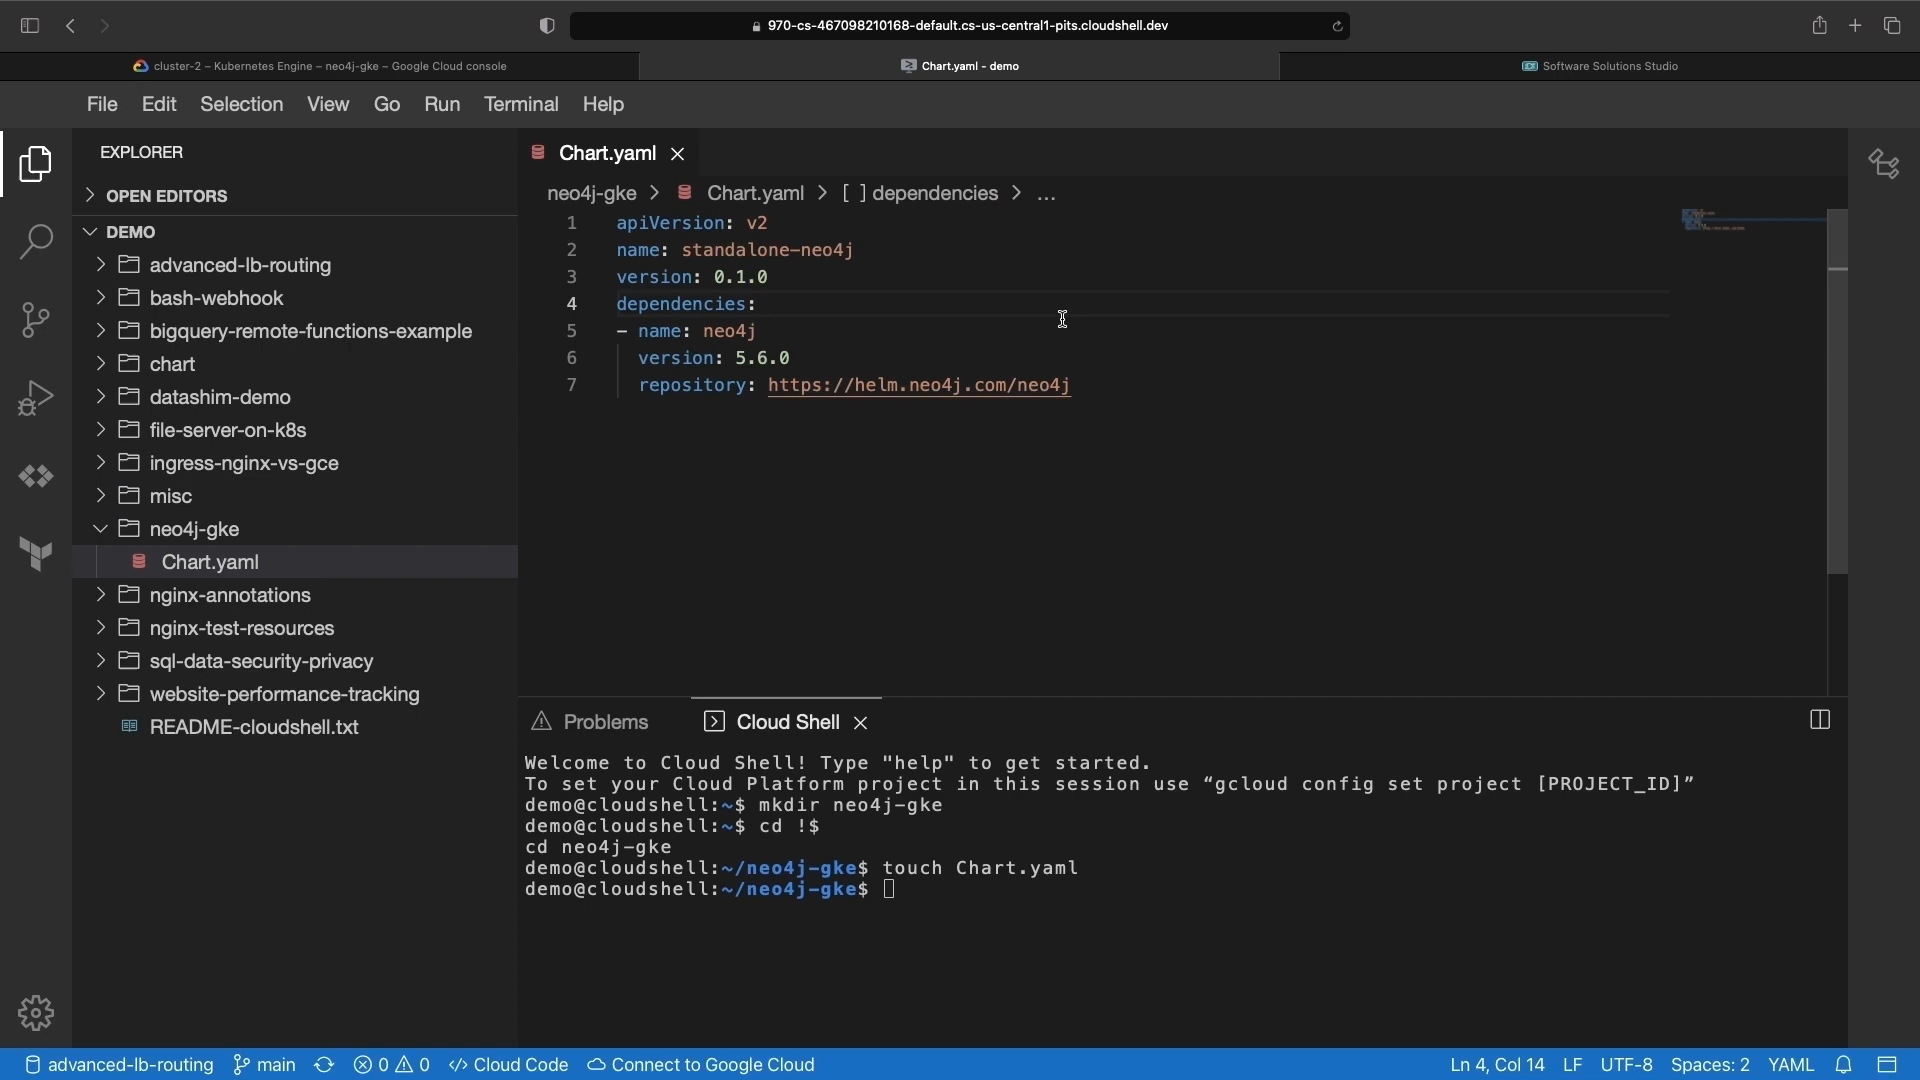 970-cs-467098210168-default.cs-us-central1-pits.cloudshell.dev
cluster-2 – Kubernetes Engine – neo4j-gke – Google Cloud console
Chart.yaml - demo
Software Solutions Studio
File Edit Selection View Go Run Terminal Help
EXPLORER
OPEN EDITORS
DEMO
advanced-lb-routing
bash-webhook
bigquery-remote-functions-example
chart
datashim-demo
file-server-on-k8s
ingress-nginx-vs-gce
misc
neo4j-gke
Chart.yaml
nginx-annotations
nginx-test-resources
sql-data-security-privacy
website-performance-tracking
README-cloudshell.txt
Chart.yaml
neo4j-gke > Chart.yaml > [ ] dependencies > ...
1 apiVersion: v2
2 name: standalone-neo4j
3 version: 0.1.0
4 dependencies:
5 - name: neo4j
6 version: 5.6.0
7 repository: https://helm.neo4j.com/neo4j
Problems
Cloud Shell
Welcome to Cloud Shell! Type "help" to get started.
To set your Cloud Platform project in this session use “gcloud config set project [PROJECT_ID]”
demo@cloudshell:~$ mkdir neo4j-gke
demo@cloudshell:~$ cd !$
cd neo4j-gke
demo@cloudshell:~/neo4j-gke$ touch Chart.yaml
demo@cloudshell:~/neo4j-gke$
advanced-lb-routing main 0 0 </> Cloud Code Connect to Google Cloud Ln 4, Col 14 LF UTF-8 Spaces: 2 YAML